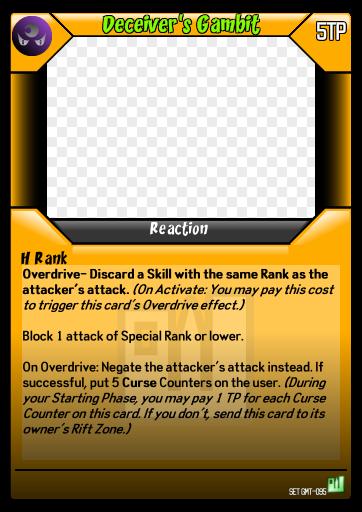 Deceiver's Gambit
5TP
Reaction
H Rank
Overdrive- Discard a Skill with the same Rank as the
attacker's attack. (On Activate: You may pay this cost
to trigger this card's Overdrive effect.)
Block 1 attack of Special Rank or lower.
On Overdrive: Negate the attacker's attack instead. If
successful, put 5 Curse Counters on the user. (During
your Starting Phase, you may pay 1 TP for each Curse
Counter on this card. If you don't, send this card to its
owner's Rift Zone.)
SET GMT-095